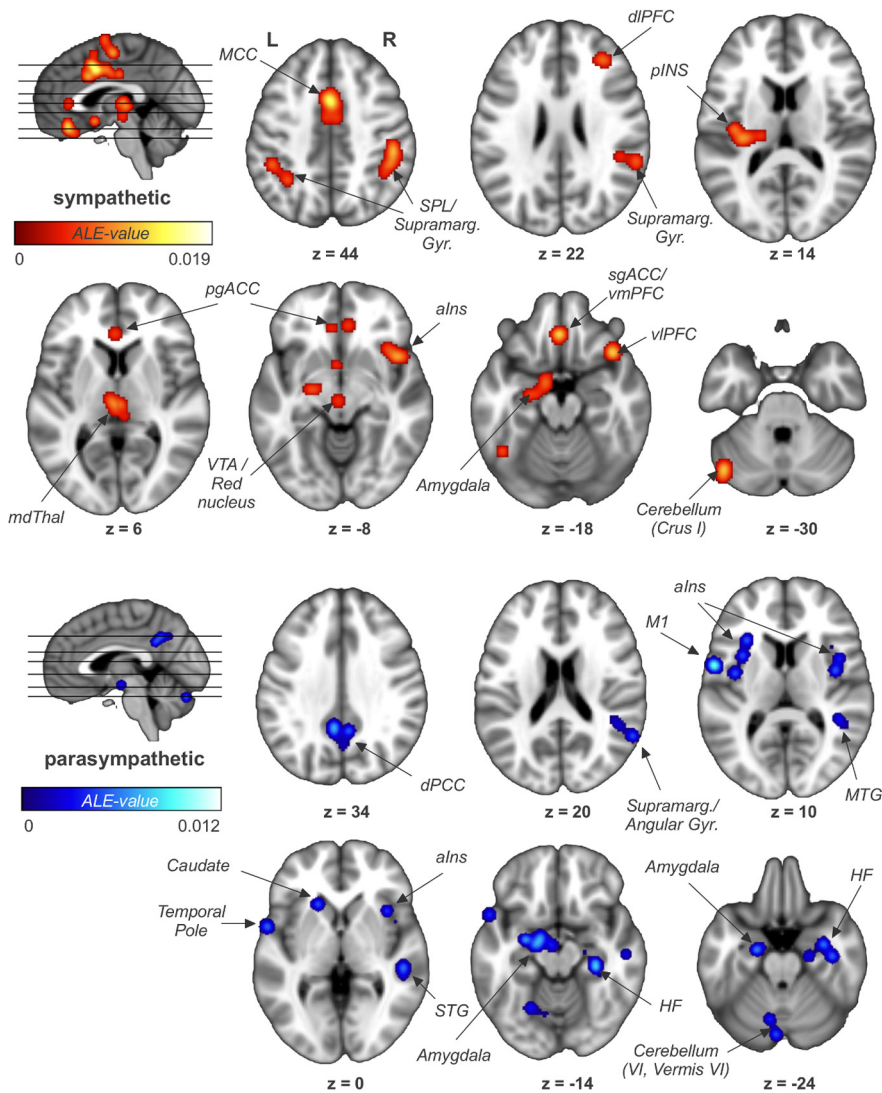 L
R
MCC
dlPFC
pINS
sympathetic
ALE-value
0
0.019
SPL/
Supramarg.
Gyr.
Supramarg.
Gyr.
z = 44
z = 22
z = 14
pgACC
aIns
sgACC/
vmPFC
vlPFC
mdThal
VTA /
Red
nucleus
Amygdala
Cerebellum
(Crus I)
z = 6
z = -8
z = -18
z = -30
parasympathetic
ALE-value
0
0.012
dPCC
M1
aIns
Supramarg./
Angular Gyr.
MTG
z = 34
z = 20
z = 10
Caudate
Temporal
Pole
aIns
STG
Amygdala
HF
Amygdala
HF
Cerebellum
(VI, Vermis VI)
z = 0
z = -14
z = -24